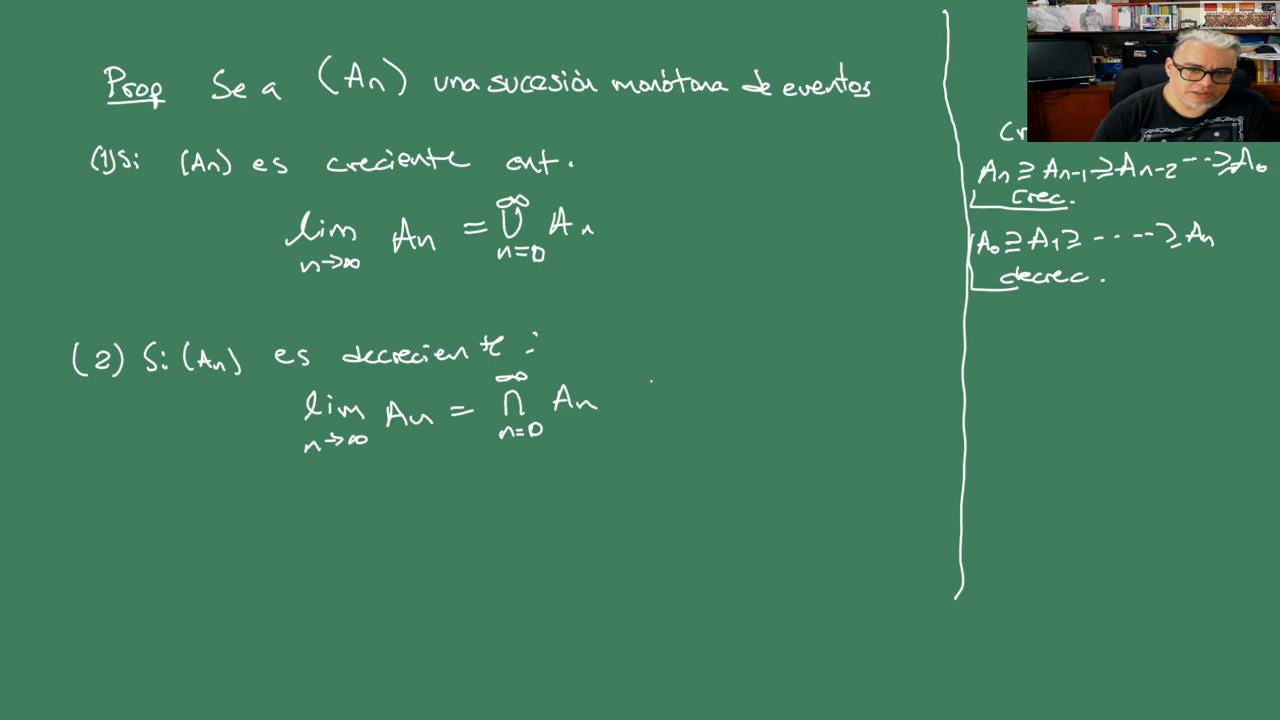 Prop Sea (An) una sucesión monótona de eventos
(1) Si (An) es creciente ent.
lim n→∞ An = ∞ ∪ n=0 An
(2) Si (An) es decreciente :
lim n→∞ An = ∞ ∩ n=0 An
Cr
An ⊇ An-1 ⊇ An-2 ... ⊇ A0
Crec.
A0 ⊇ A1 ⊇ ..... ⊇ An
decrec.